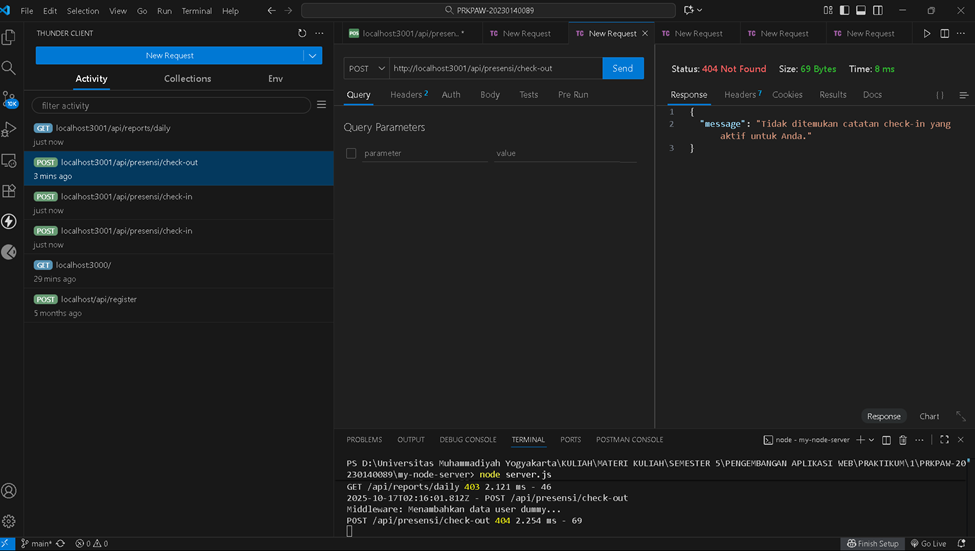 File Edit Selection View Go Run Terminal Help
PRKPAW-20230140089
THUNDER CLIENT
New Request
Activity Collections Env
filter activity
GET localhost:3001/api/reports/daily
just now
POST localhost:3001/api/presensi/check-out
3 mins ago
POST localhost:3001/api/presensi/check-in
just now
POST localhost:3001/api/presensi/check-in
just now
GET localhost:3000/
29 mins ago
POST localhost/api/register
5 months ago
10K
POS localhost:3001/api/presen.. *
TC New Request
TC New Request
TC New Request
TC New Request
TC New Request
POST http://localhost:3001/api/presensi/check-out Send
Query Headers 2 Auth Body Tests Pre Run
Query Parameters
parameter value
Status: 404 Not Found Size: 69 Bytes Time: 8 ms
Response Headers 7 Cookies Results Docs { }
1 {
2 "message": "Tidak ditemukan catatan check-in yang
aktif untuk Anda."
3 }
Response Chart
PROBLEMS OUTPUT DEBUG CONSOLE TERMINAL PORTS POSTMAN CONSOLE
node - my-node-server
PS D:\Universitas Muhammadiyah Yogyakarta\KULIAH\MATERI KULIAH\SEMESTER 5\PENGEMBANGAN APLIKASI WEB\PRAKTIKUM\1\PRKPAW-20
230140089\my-node-server> node server.js
GET /api/reports/daily 403 2.121 ms - 46
2025-10-17T02:16:01.812Z - POST /api/presensi/check-out
Middleware: Menambahkan data user dummy...
POST /api/presensi/check-out 404 2.254 ms - 69
main* 0 0
Finish Setup Go Live